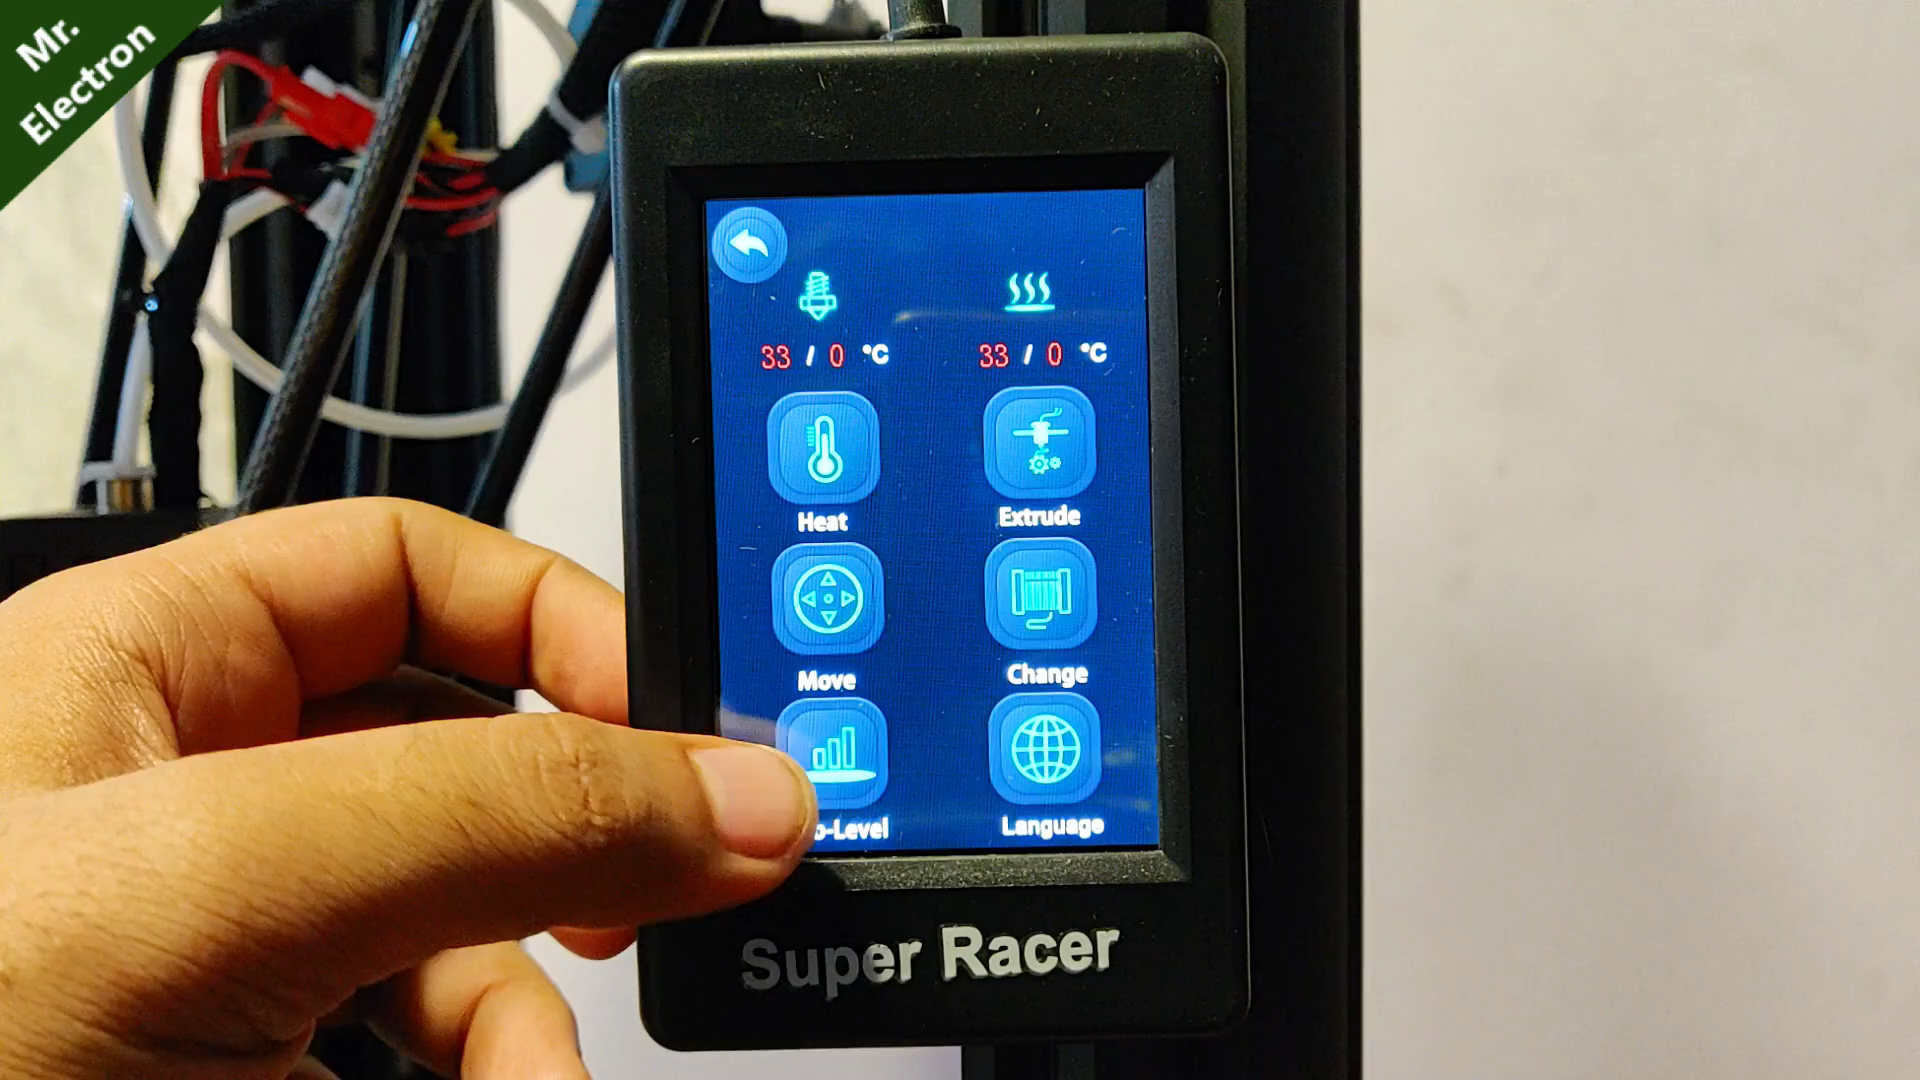 Mr.
Electron
33 / 0 °C
33 / 0 °C
Heat
Extrude
Move
Change
o-Level
Language
Super Racer